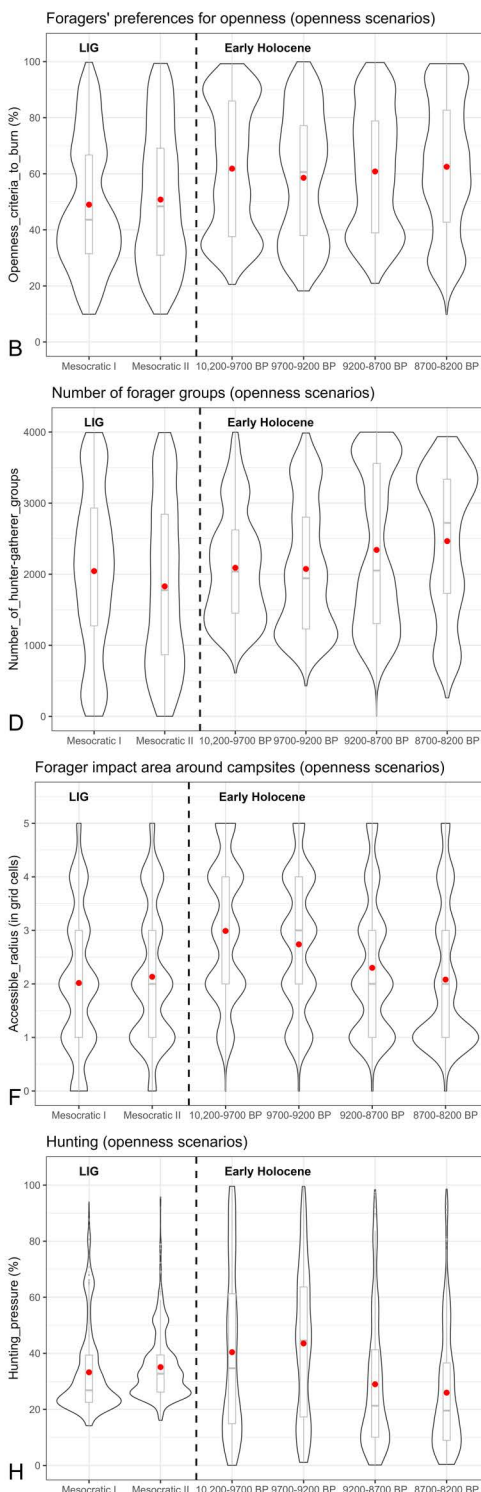 Foragers' preferences for openness (openness scenarios)
LIG
Early Holocene
100
80
60
40
20
0
Openness_criteria_to_burn (%)
B
Mesocratic I
Mesocratic II
10,200-9700 BP
9700-9200 BP
9200-8700 BP
8700-8200 BP
Number of forager groups (openness scenarios)
LIG
Early Holocene
4000
3000
2000
1000
0
Number_of_hunter-gatherer_groups
D
Mesocratic I
Mesocratic II
10,200-9700 BP
9700-9200 BP
9200-8700 BP
8700-8200 BP
Forager impact area around campsites (openness scenarios)
LIG
Early Holocene
5
4
3
2
1
0
Accessible_radius (in grid cells)
F
Mesocratic I
Mesocratic II
10,200-9700 BP
9700-9200 BP
9200-8700 BP
8700-8200 BP
Hunting (openness scenarios)
LIG
Early Holocene
100
80
60
40
20
0
Hunting_pressure (%)
H
Mesocratic I
Mesocratic II
10,200-9700 BP
9700-9200 BP
9200-8700 BP
8700-8200 BP